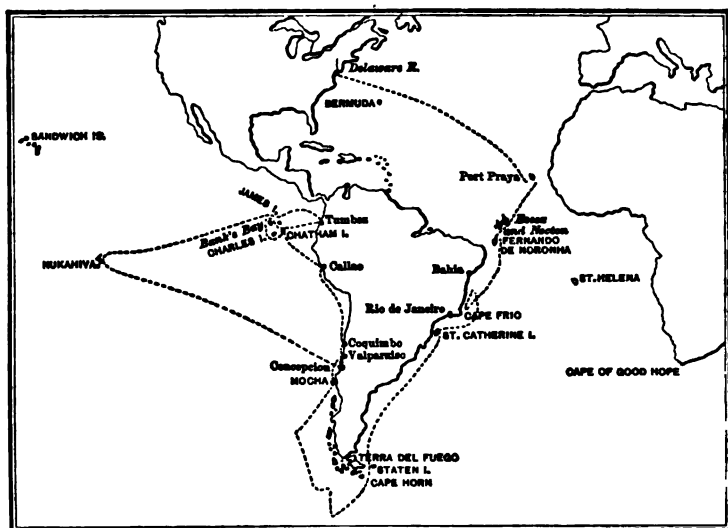 Delaware R.
BERMUDA
SANDWICH IS.
Port Praya
JAMES I.
Bank's Bay
CHARLES I.
CHATHAM I.
Tumbez
Nocton
FERNANDO
DE NORONHA
NUKAHIVA
Callao
Bahia
ST. HELENA
Rio de Janeiro
CAPE FRIO
ST. CATHERINE I.
Coquimbo
Valparaiso
Concepcion
MOCHA
CAPE OF GOOD HOPE
TERRA DEL FUEGO
STATEN I.
CAPE HORN